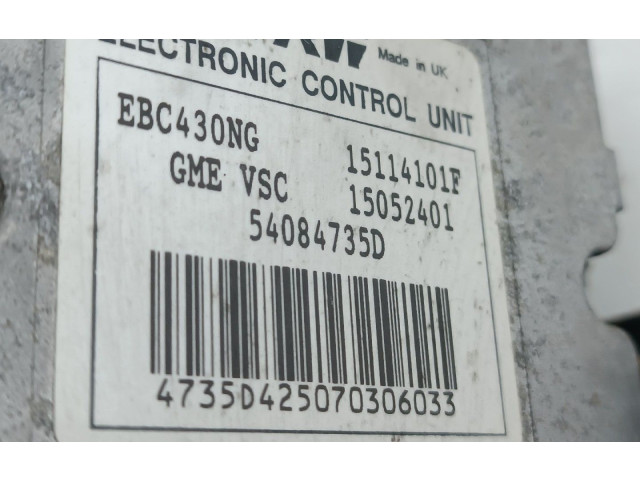 Made in UK
ELECTRONIC CONTROL UNIT
EBC430NG 15114101F
GME VSC 15052401
54084735D
4735D425070306033